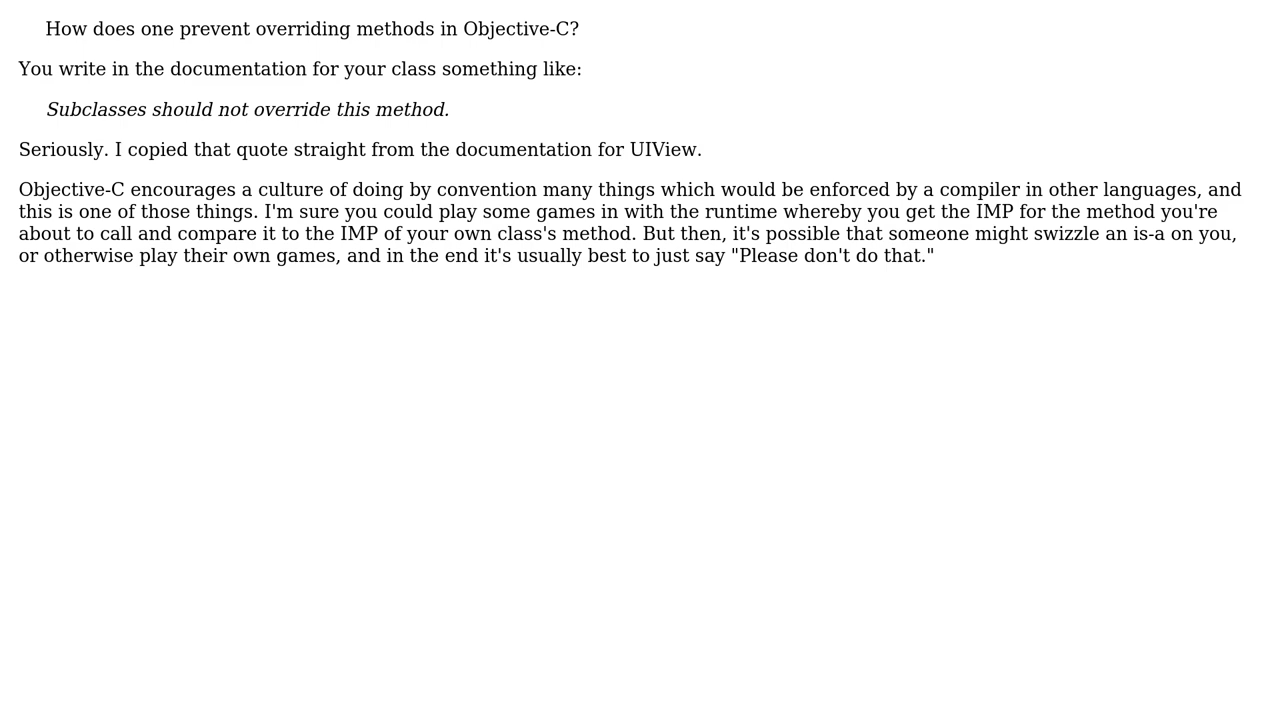 How does one prevent overriding methods in Objective-C?
You write in the documentation for your class something like:
Subclasses should not override this method.
Seriously. I copied that quote straight from the documentation for UIView.
Objective-C encourages a culture of doing by convention many things which would be enforced by a compiler in other languages, and
this is one of those things. I'm sure you could play some games in with the runtime whereby you get the IMP for the method you're
about to call and compare it to the IMP of your own class's method. But then, it's possible that someone might swizzle an is-a on you,
or otherwise play their own games, and in the end it's usually best to just say "Please don't do that."